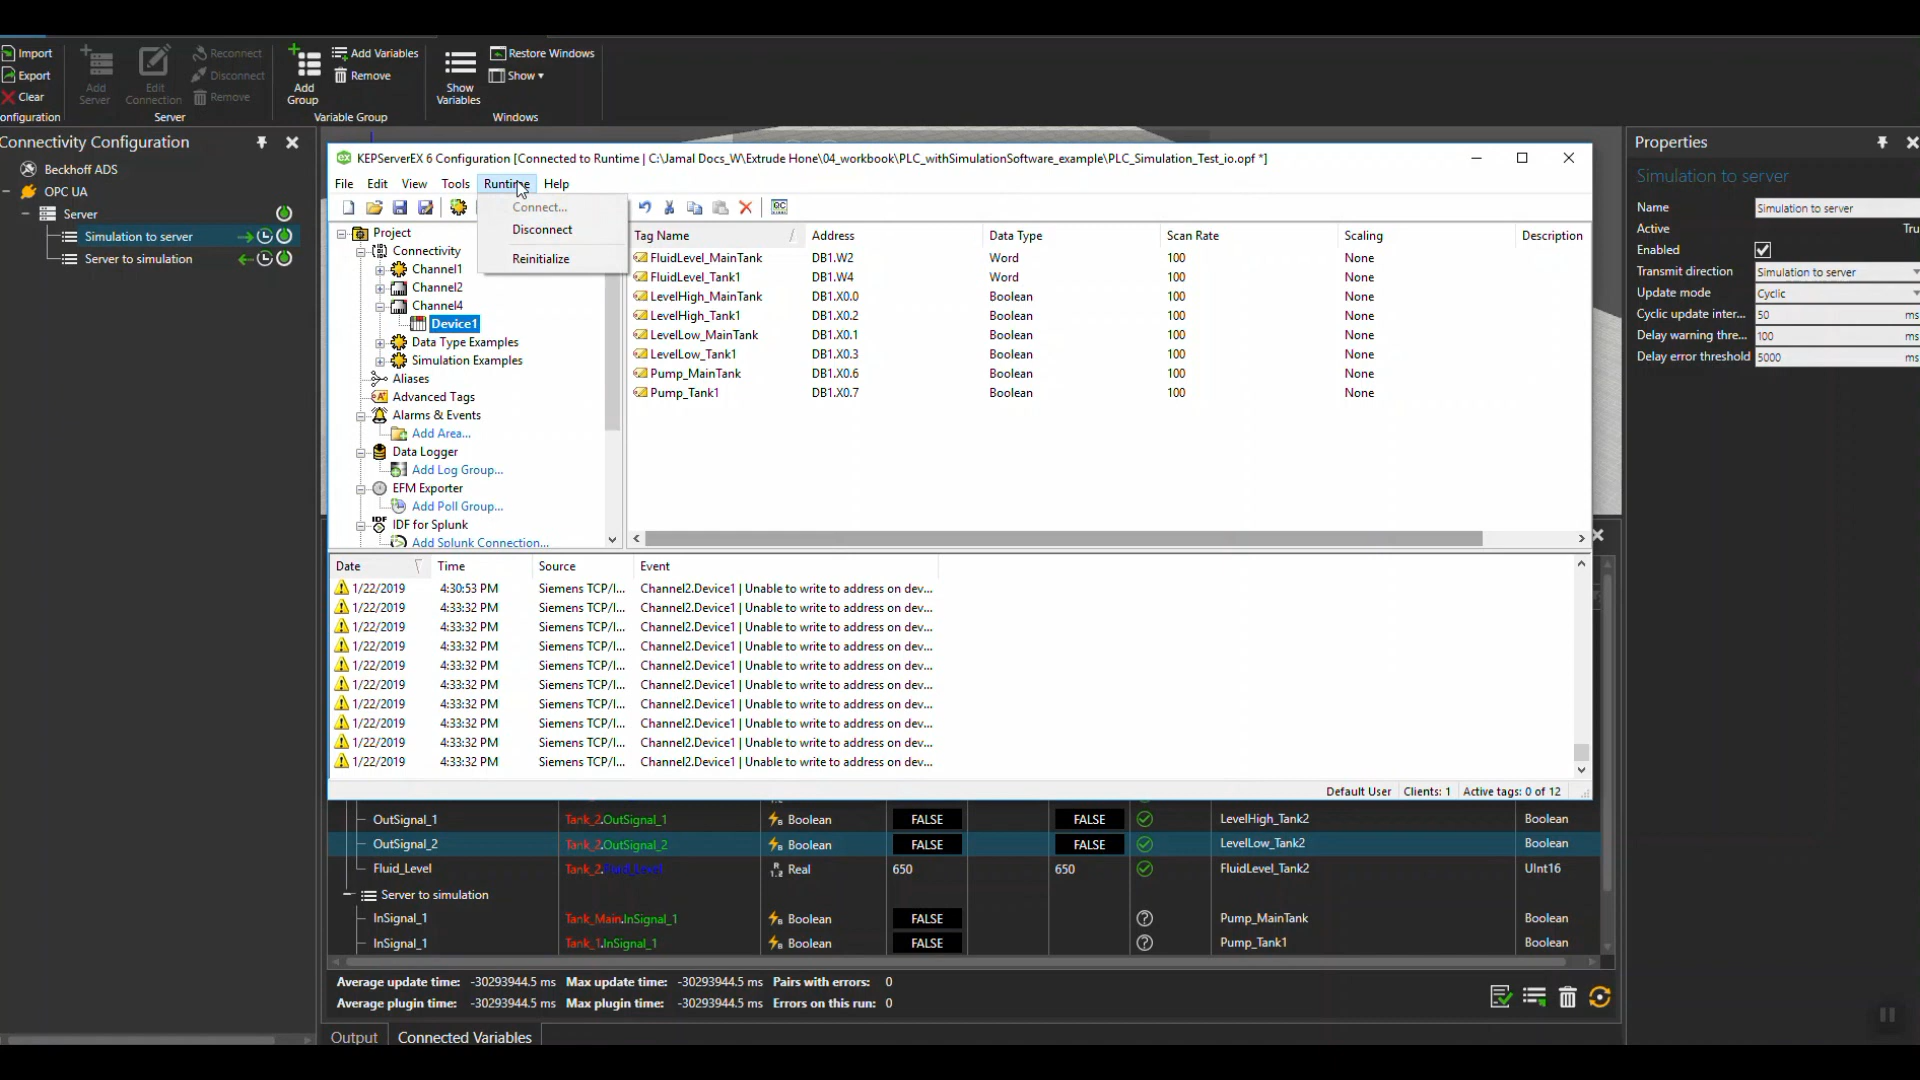 Import
Export
Clear
onfiguration
Add
Server
Edit
Connection
Reconnect
Disconnect
Remove
Server
Add
Group
Add Variables
Remove
Variable Group
Show
Variables
Restore Windows
Show
Windows
Connectivity Configuration
Beckhoff ADS
OPC UA
Server
Simulation to server
Server to simulation
KEPServerEX 6 Configuration [Connected to Runtime | C:\Jamal Docs_W\Extrude Hone\04_workbook\PLC_withSimulationSoftware_example\PLC_Simulation_Test_io.opf *]
File Edit View Tools Runtime Help
Connect...
Disconnect
Reinitialize
Project
Connectivity
Channel1
Channel2
Channel4
Device1
Data Type Examples
Simulation Examples
Aliases
Advanced Tags
Alarms & Events
Add Area...
Data Logger
Add Log Group...
EFM Exporter
Add Poll Group...
IDF for Splunk
Add Splunk Connection...
Tag Name Address Data Type Scan Rate Scaling Description
FluidLevel_MainTank DB1.W2 Word 100 None
FluidLevel_Tank1 DB1.W4 Word 100 None
LevelHigh_MainTank DB1.X0.0 Boolean 100 None
LevelHigh_Tank1 DB1.X0.2 Boolean 100 None
LevelLow_MainTank DB1.X0.1 Boolean 100 None
LevelLow_Tank1 DB1.X0.3 Boolean 100 None
Pump_MainTank DB1.X0.6 Boolean 100 None
Pump_Tank1 DB1.X0.7 Boolean 100 None
Date Time Source Event
1/22/2019 4:30:53 PM Siemens TCP/I... Channel2.Device1 | Unable to write to address on dev...
1/22/2019 4:33:32 PM Siemens TCP/I... Channel2.Device1 | Unable to write to address on dev...
1/22/2019 4:33:32 PM Siemens TCP/I... Channel2.Device1 | Unable to write to address on dev...
1/22/2019 4:33:32 PM Siemens TCP/I... Channel2.Device1 | Unable to write to address on dev...
1/22/2019 4:33:32 PM Siemens TCP/I... Channel2.Device1 | Unable to write to address on dev...
1/22/2019 4:33:32 PM Siemens TCP/I... Channel2.Device1 | Unable to write to address on dev...
1/22/2019 4:33:32 PM Siemens TCP/I... Channel2.Device1 | Unable to write to address on dev...
1/22/2019 4:33:32 PM Siemens TCP/I... Channel2.Device1 | Unable to write to address on dev...
1/22/2019 4:33:32 PM Siemens TCP/I... Channel2.Device1 | Unable to write to address on dev...
1/22/2019 4:33:32 PM Siemens TCP/I... Channel2.Device1 | Unable to write to address on dev...
Default User Clients: 1 Active tags: 0 of 12
OutSignal_1 Tank_2.OutSignal_1 Boolean FALSE FALSE LevelHigh_Tank2 Boolean
OutSignal_2 Tank_2.OutSignal_2 Boolean FALSE FALSE LevelLow_Tank2 Boolean
Fluid_Level Tank_2.Fluid_Level Real 650 650 FluidLevel_Tank2 UInt16
Server to simulation
InSignal_1 Tank_Main.InSignal_1 Boolean FALSE Pump_MainTank Boolean
InSignal_1 Tank_1.InSignal_1 Boolean FALSE Pump_Tank1 Boolean
Average update time: -30293944.5 ms Max update time: -30293944.5 ms Pairs with errors: 0
Average plugin time: -30293944.5 ms Max plugin time: -30293944.5 ms Errors on this run: 0
Output Connected Variables
Properties
Simulation to server
Name Simulation to server
Active Tru
Enabled
Transmit direction Simulation to server
Update mode Cyclic
Cyclic update inter... 50 ms
Delay warning thre... 100 ms
Delay error threshold 5000 ms